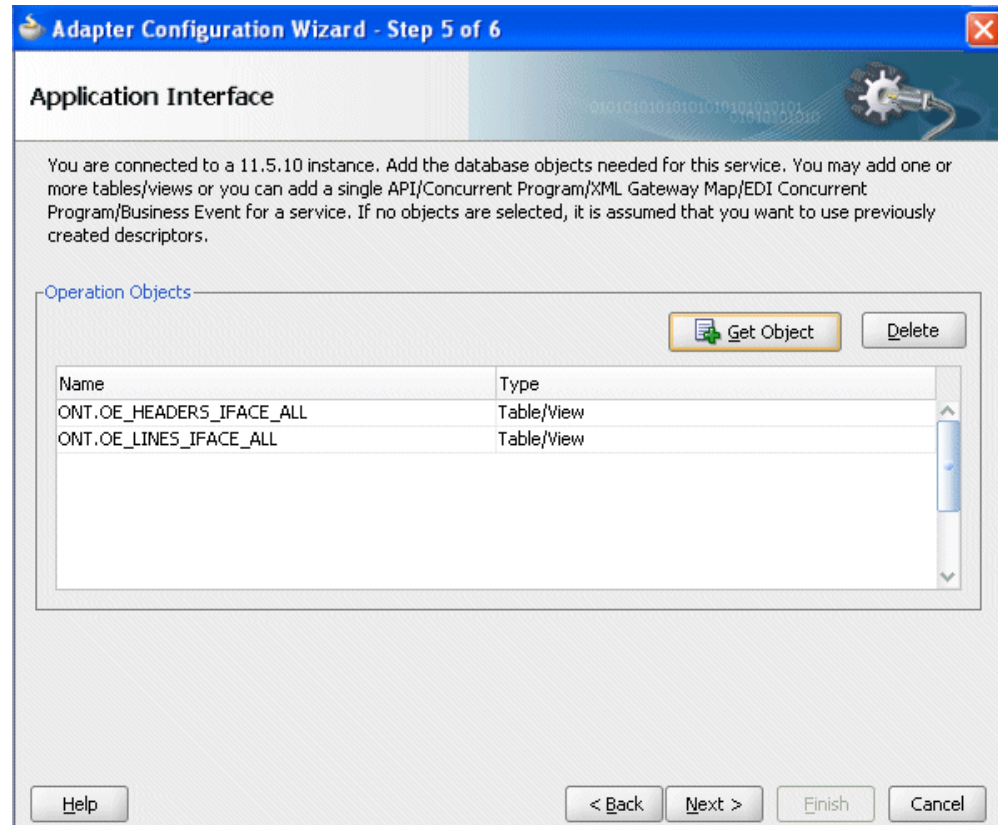 Adapter Configuration Wizard - Step 5 of 6
Application Interface
You are connected to a 11.5.10 instance. Add the database objects needed for this service. You may add one or
more tables/views or you can add a single API/Concurrent Program/XML Gateway Map/EDI Concurrent
Program/Business Event for a service. If no objects are selected, it is assumed that you want to use previously
created descriptors.
Operation Objects
Get Object Delete
Name Type
ONT.OE_HEADERS_IFACE_ALL Table/View
ONT.OE_LINES_IFACE_ALL Table/View
Help < Back Next > Finish Cancel